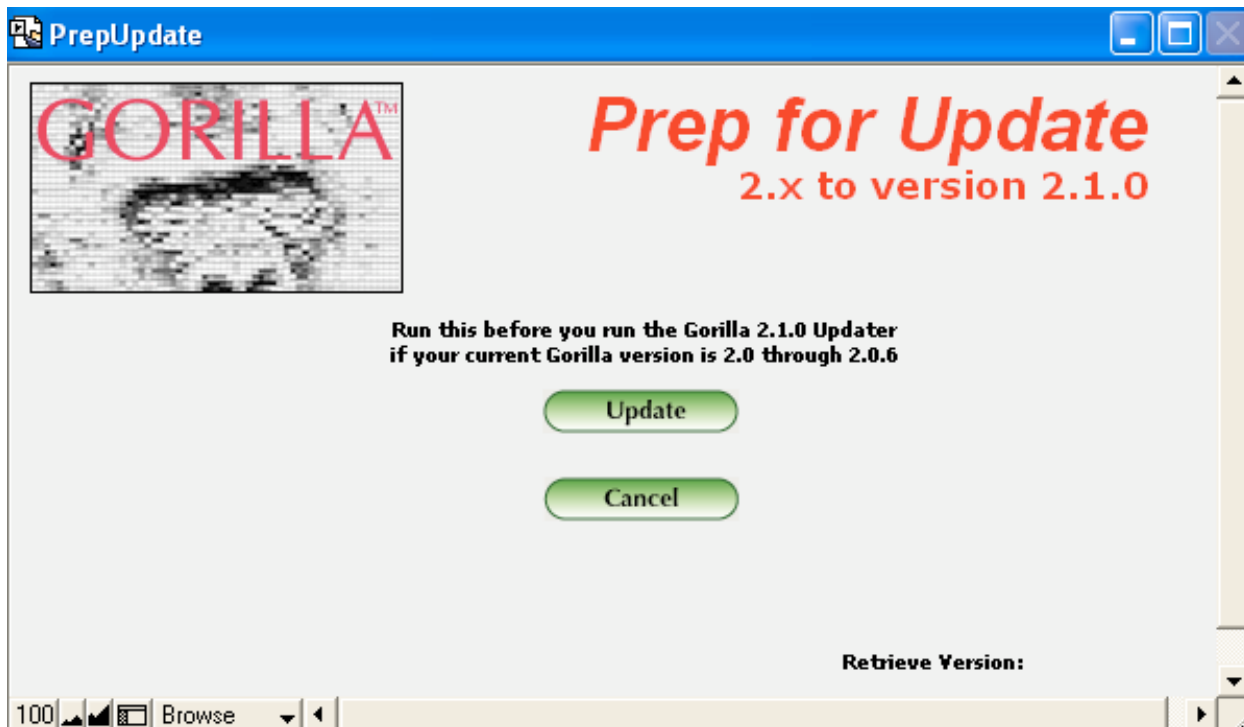 PrepUpdate
GORILLA™
Prep for Update
2.x to version 2.1.0
Run this before you run the Gorilla 2.1.0 Updater
if your current Gorilla version is 2.0 through 2.0.6
Update
Cancel
Retrieve Version:
100 Browse